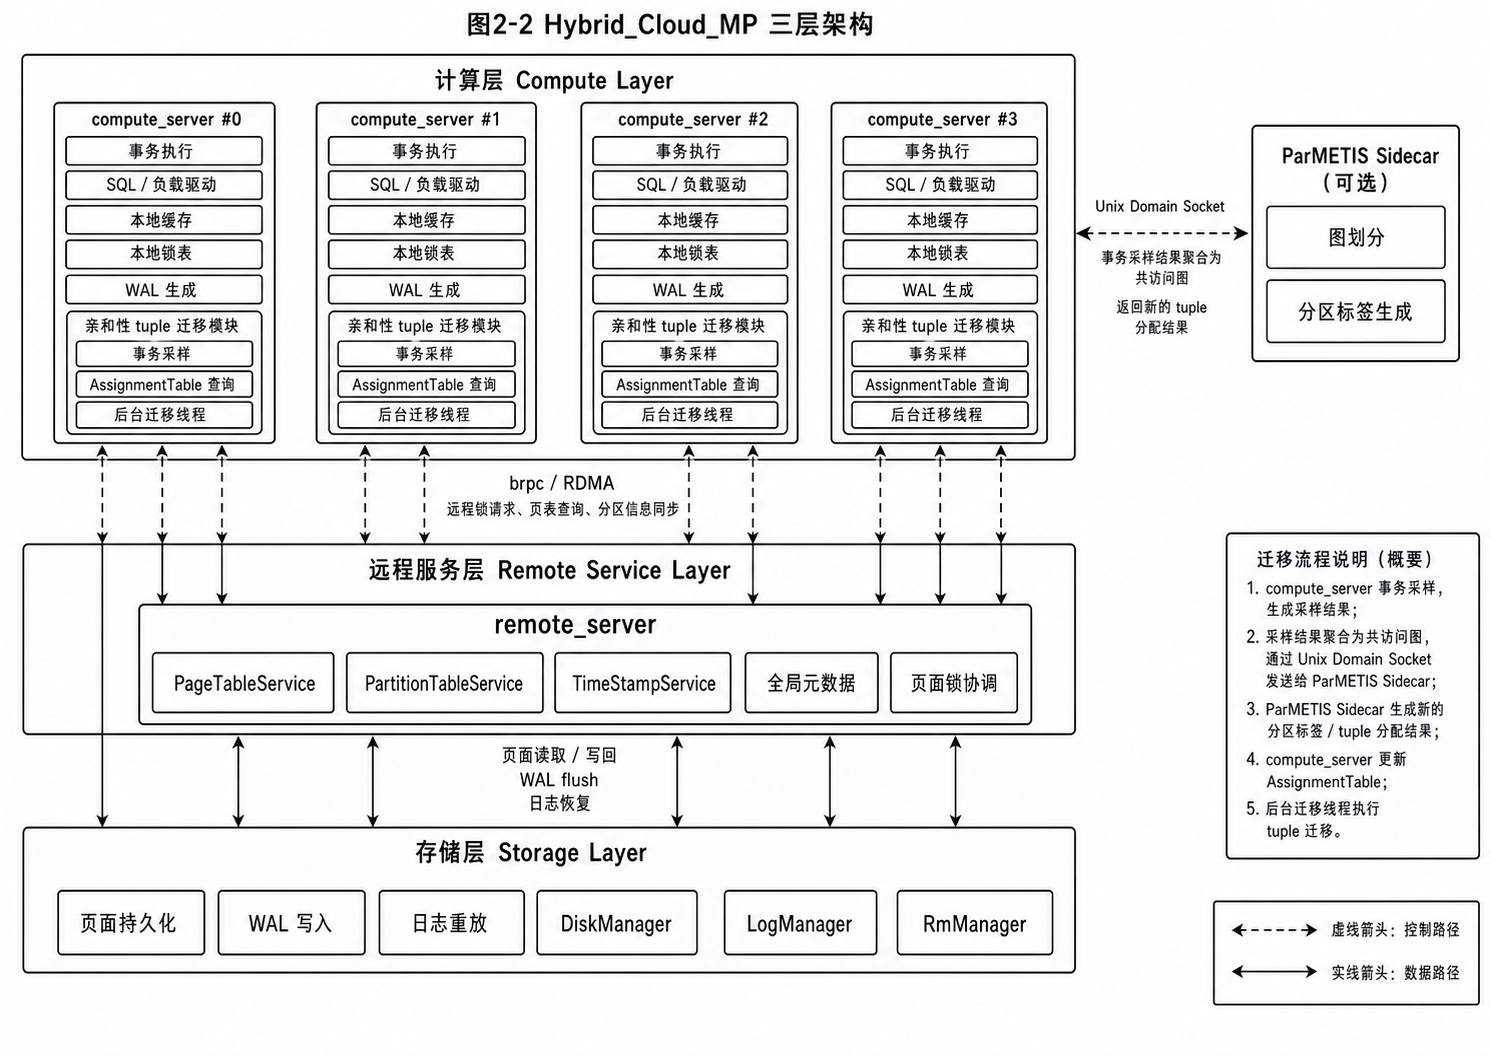 图2-2 Hybrid_Cloud_MP 三层架构
计算层 Compute Layer
compute_server #0
事务执行
SQL / 负载驱动
本地缓存
本地锁表
WAL 生成
亲和性 tuple 迁移模块
事务采样
AssignmentTable 查询
后台迁移线程
compute_server #1
事务执行
SQL / 负载驱动
本地缓存
本地锁表
WAL 生成
亲和性 tuple 迁移模块
事务采样
AssignmentTable 查询
后台迁移线程
compute_server #2
事务执行
SQL / 负载驱动
本地缓存
本地锁表
WAL 生成
亲和性 tuple 迁移模块
事务采样
AssignmentTable 查询
后台迁移线程
compute_server #3
事务执行
SQL / 负载驱动
本地缓存
本地锁表
WAL 生成
亲和性 tuple 迁移模块
事务采样
AssignmentTable 查询
后台迁移线程
Unix Domain Socket
事务采样结果聚合为
共访问图
返回新的 tuple
分配结果
ParMETIS Sidecar
（可选）
图划分
分区标签生成
brpc / RDMA
远程锁请求、页表查询、分区信息同步
远程服务层 Remote Service Layer
remote_server
PageTableService
PartitionTableService
TimeStampService
全局元数据
页面锁协调
页面读取 / 写回
WAL flush
日志恢复
存储层 Storage Layer
页面持久化
WAL 写入
日志重放
DiskManager
LogManager
RmManager
迁移流程说明（概要）
1. compute_server 事务采样，
生成采样结果；
2. 采样结果聚合为共访问图，
通过 Unix Domain Socket
发送给 ParMETIS Sidecar；
3. ParMETIS Sidecar 生成新的
分区标签 / tuple 分配结果；
4. compute_server 更新
AssignmentTable；
5. 后台迁移线程执行
tuple 迁移。
虚线箭头：控制路径
实线箭头：数据路径